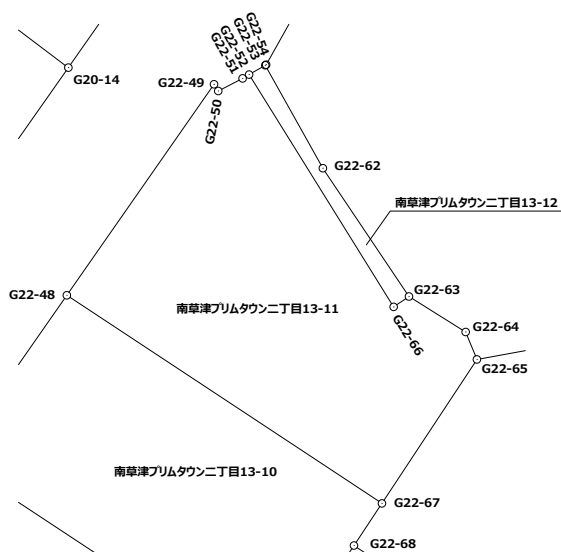 G20-14
G22-49
G22-50
G22-51
G22-52
G22-53
G22-54
G22-62
南草津プリムタウン二丁目13-12
G22-48
南草津プリムタウン二丁目13-11
G22-63
G22-66
G22-64
G22-65
南草津プリムタウン二丁目13-10
G22-67
G22-68